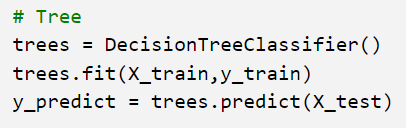 # Tree
trees = DecisionTreeClassifier()
trees.fit(X_train,y_train)
y_predict = trees.predict(X_test)